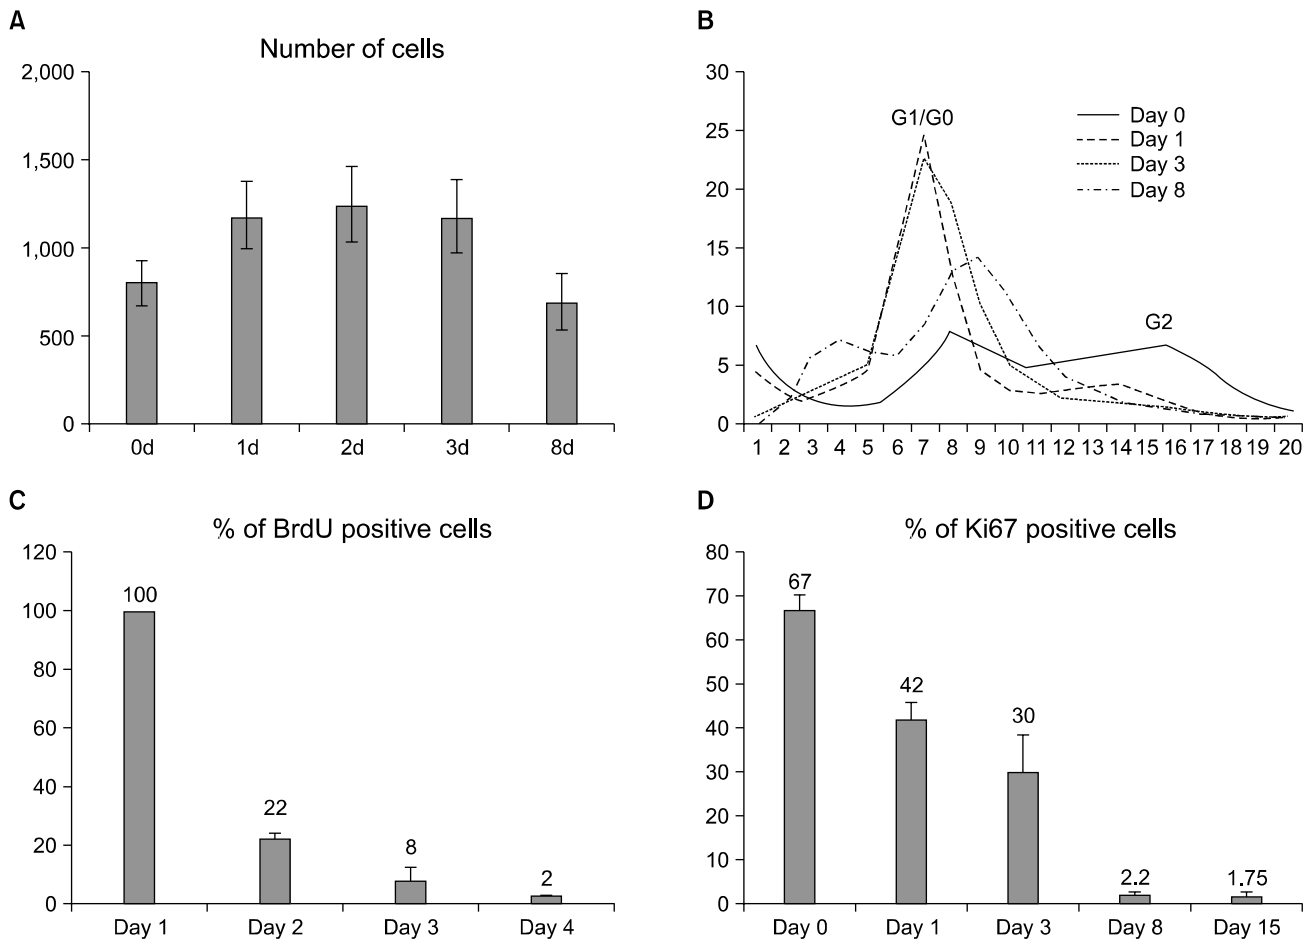 A
Number of cells
2,000
1,500
1,000
500
0
0d 1d 2d 3d 8d
B
30
25
20
15
10
5
0
G1/G0
G2
Day 0
Day 1
Day 3
Day 8
1 2 3 4 5 6 7 8 9 10 11 12 14 15 16 17 19 20
C
% of BrdU positive cells
120
100
80
60
40
20
0
100
22
8
2
Day 1 Day 2 Day 3 Day 4
D
% of Ki67 positive cells
80
70
60
50
40
30
20
10
0
67
42
30
2.2
1.75
Day 0 Day 1 Day 3 Day 8 Day 15